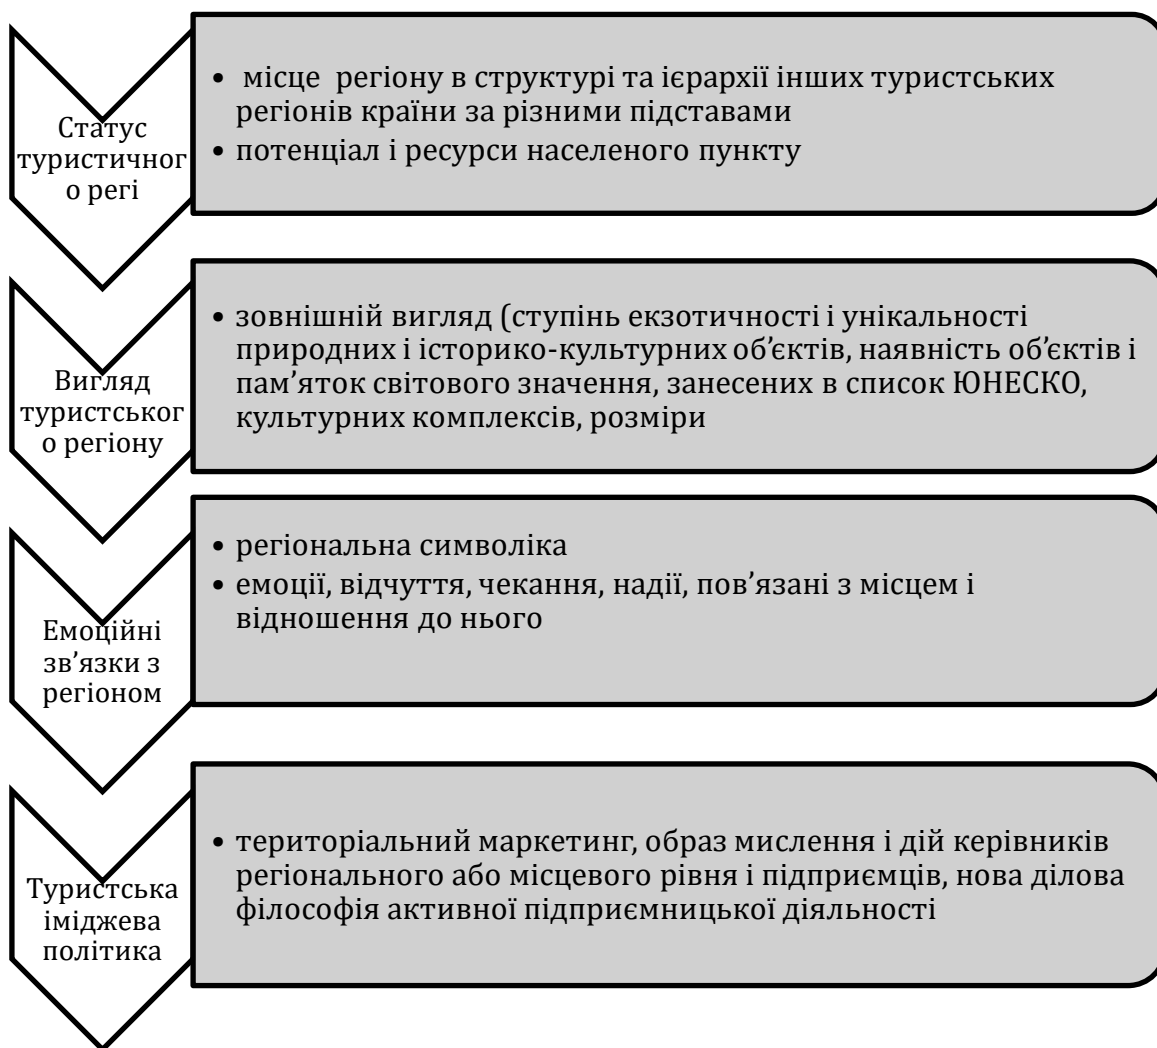 Статус
туристичног
о регі
• місце регіону в структурі та ієрархії інших туристських
регіонів країни за різними підставами
• потенціал і ресурси населеного пункту
Вигляд
туристськог
о регіону
• зовнішній вигляд (ступінь екзотичності і унікальності
природних і історико-культурних об’єктів, наявність об’єктів і
пам’яток світового значення, занесених в список ЮНЕСКО,
культурних комплексів, розміри
Емоційні
зв’язки з
регіоном
• регіональна символіка
• емоції, відчуття, чекання, надії, пов’язані з місцем і
відношення до нього
Туристська
іміджева
політика
• територіальний маркетинг, образ мислення і дій керівників
регіонального або місцевого рівня і підприємців, нова ділова
філософія активної підприємницької діяльності